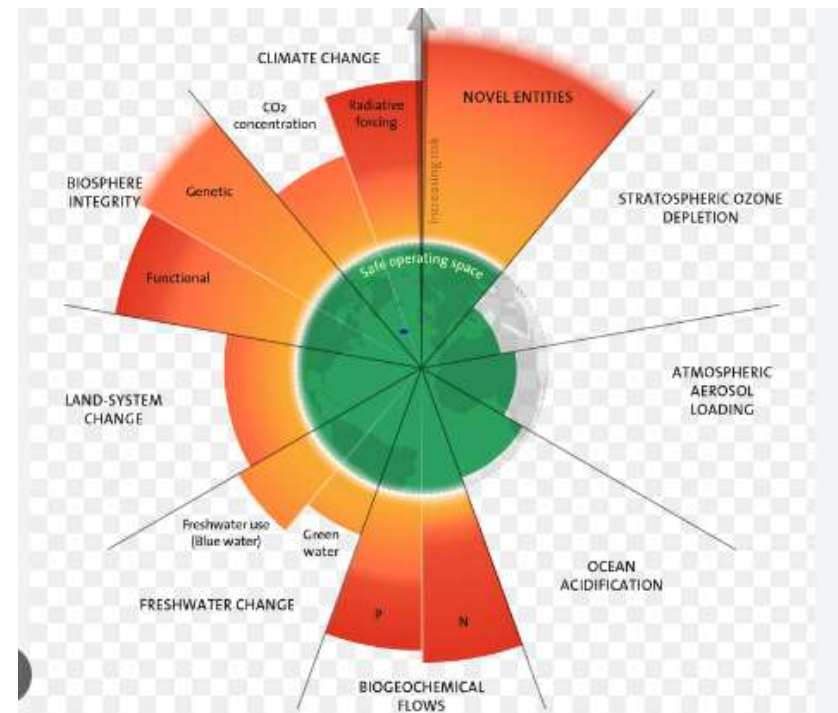 CLIMATE CHANGE
CO2
concentration
Radiative
forcing
NOVEL ENTITIES
Increasing risk
BIOSPHERE
INTEGRITY
Genetic
Functional
STRATOSPHERIC OZONE
DEPLETION
Safe operating space
LAND-SYSTEM
CHANGE
ATMOSPHERIC
AEROSOL
LOADING
Freshwater use
(Blue water)
Green
water
FRESHWATER CHANGE
OCEAN
ACIDIFICATION
P
N
BIOGEOCHEMICAL
FLOWS